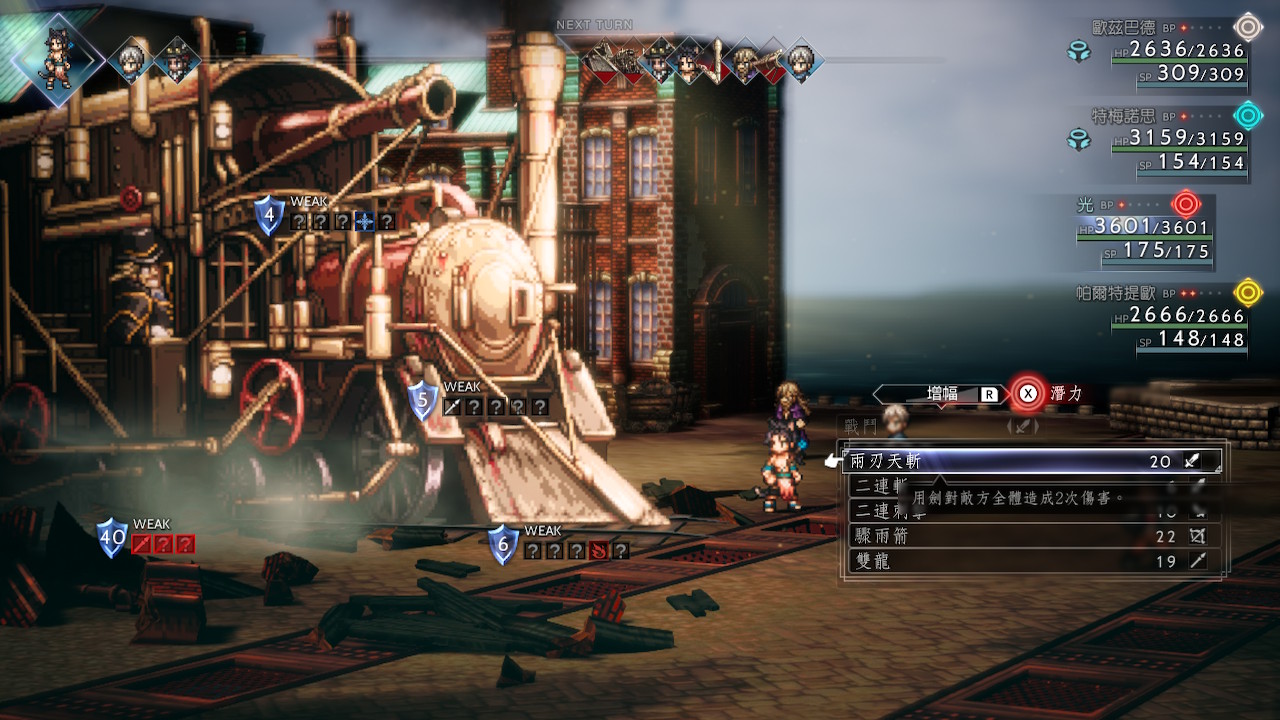 NEXT TURN
歐茲巴德 BP
HP 2636/2636
SP 309/309
特梅諾思 BP
HP 3159/3159
SP 154/154
4 WEAK
? ? ? ?
光 BP
HP 3601/3601
SP 175/175
帕爾特提歐 BP
HP 2666/2666
SP 148/148
5 WEAK
? ? ? ?
增幅 R X 潛力
戰鬥
兩刃天斬 20
二連斬
用劍對敵方全體造成2次傷害。
二連刺擊
驟雨箭 22
雙龍 19
40 WEAK
? ?
6 WEAK
? ? ? ?